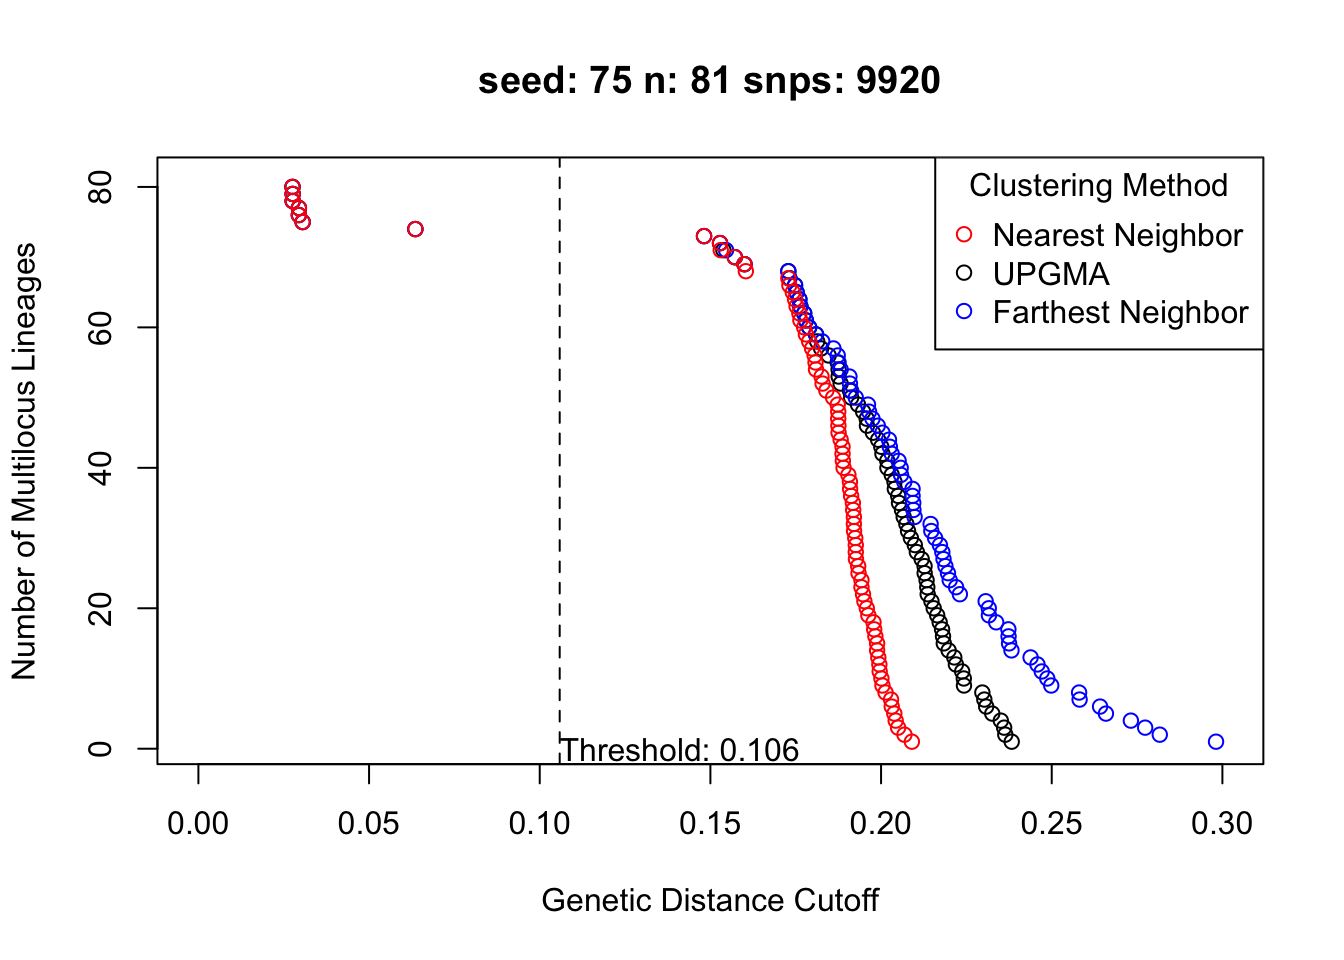 seed: 75 n: 81 snps: 9920
Number of Multilocus Lineages
80
60
40
20
0
Clustering Method
Nearest Neighbor
UPGMA
Farthest Neighbor
Threshold: 0.106
0.00 0.05 0.10 0.15 0.20 0.25 0.30
Genetic Distance Cutoff